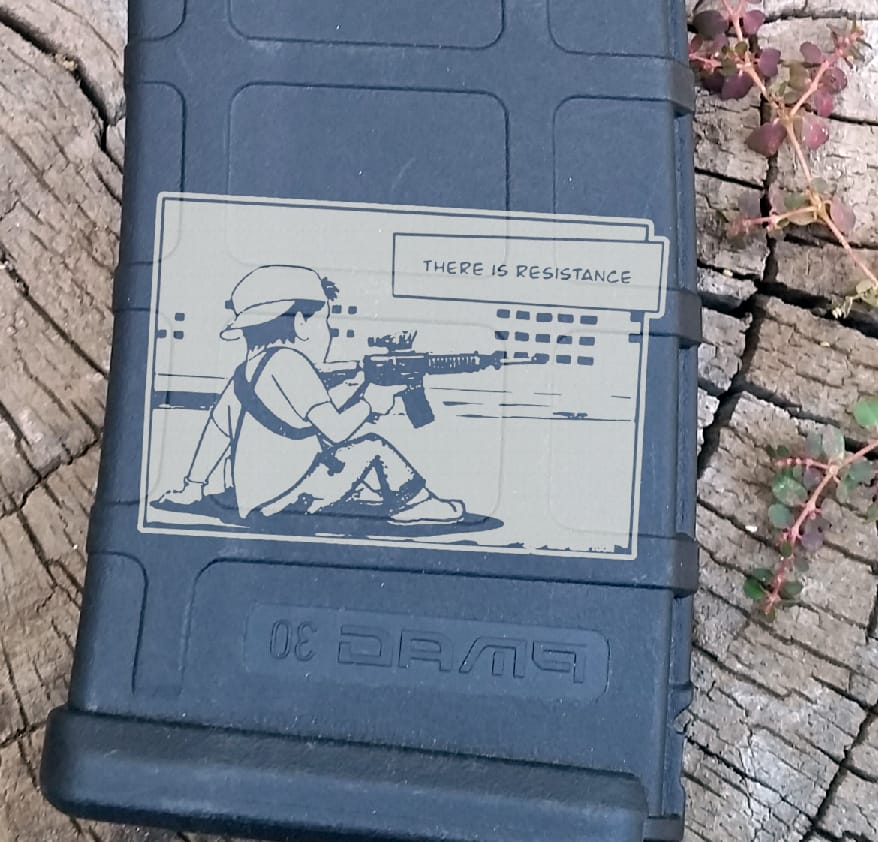 THERE IS RESISTANCE
PMAG 30